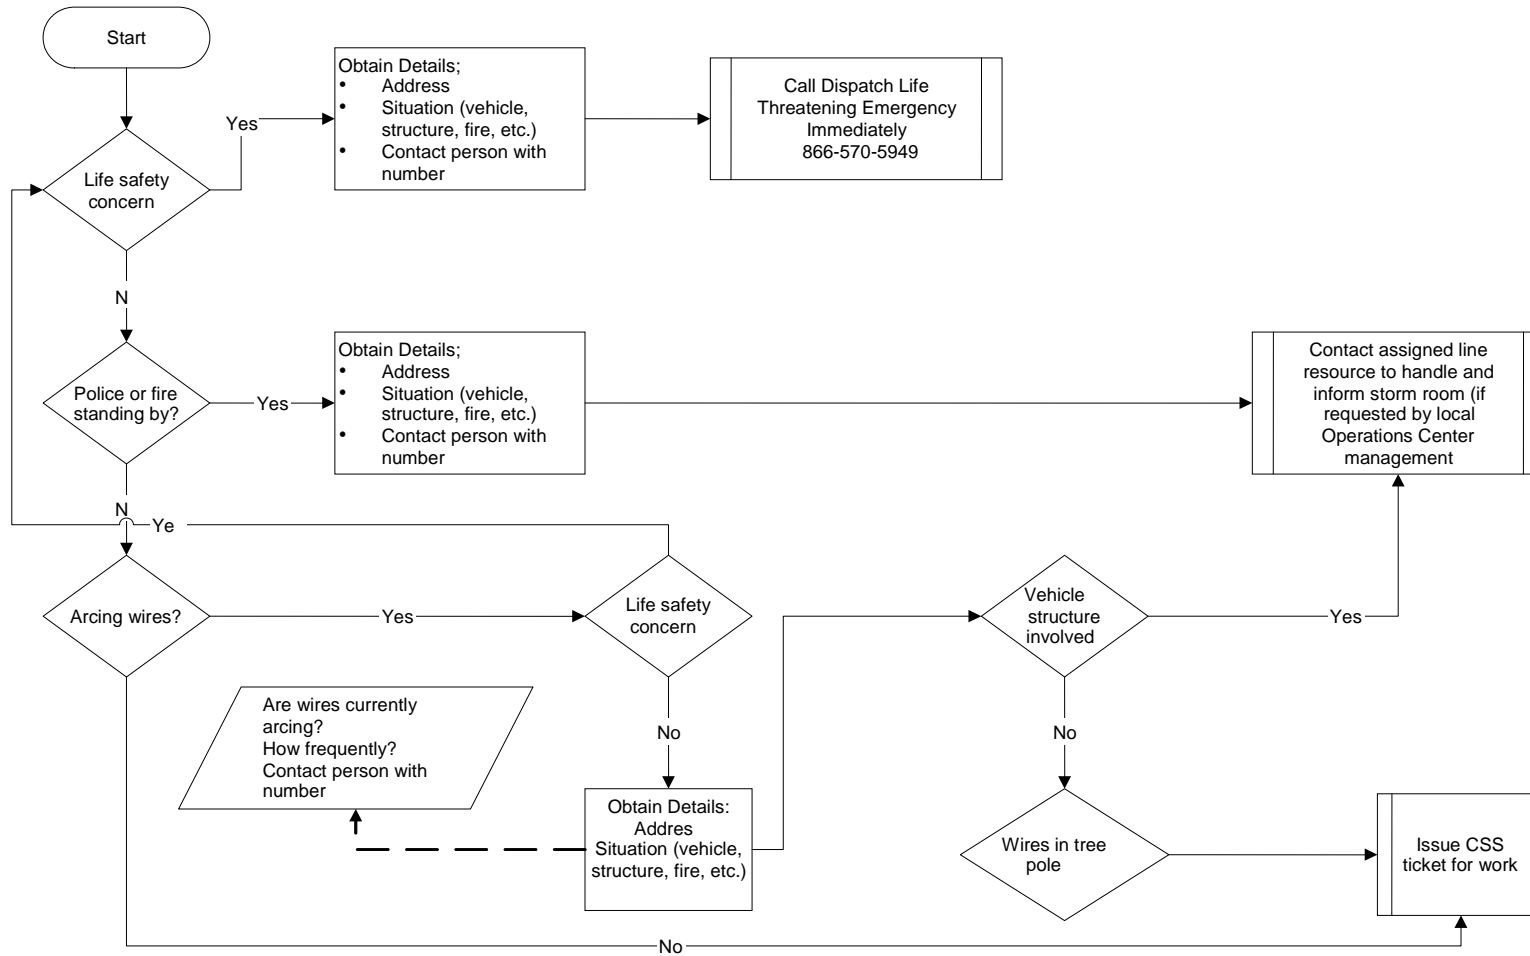 Start
Obtain Details;
• Address
• Situation (vehicle,
structure, fire, etc.)
• Contact person with
number
Call Dispatch Life
Threatening Emergency
Immediately
866-570-5949
Yes
Life safety
concern
N
Obtain Details;
• Address
• Situation (vehicle,
structure, fire, etc.)
• Contact person with
number
Contact assigned line
resource to handle and
inform storm room (if
requested by local
Operations Center
management
Police or fire
standing by?
Yes
N
Ye
Arcing wires?
Yes
Life safety
concern
Vehicle
structure
involved
Yes
Are wires currently
arcing?
How frequently?
Contact person with
number
No
No
Obtain Details:
Addres
Situation (vehicle,
structure, fire, etc.)
Wires in tree
pole
Issue CSS
ticket for work
No